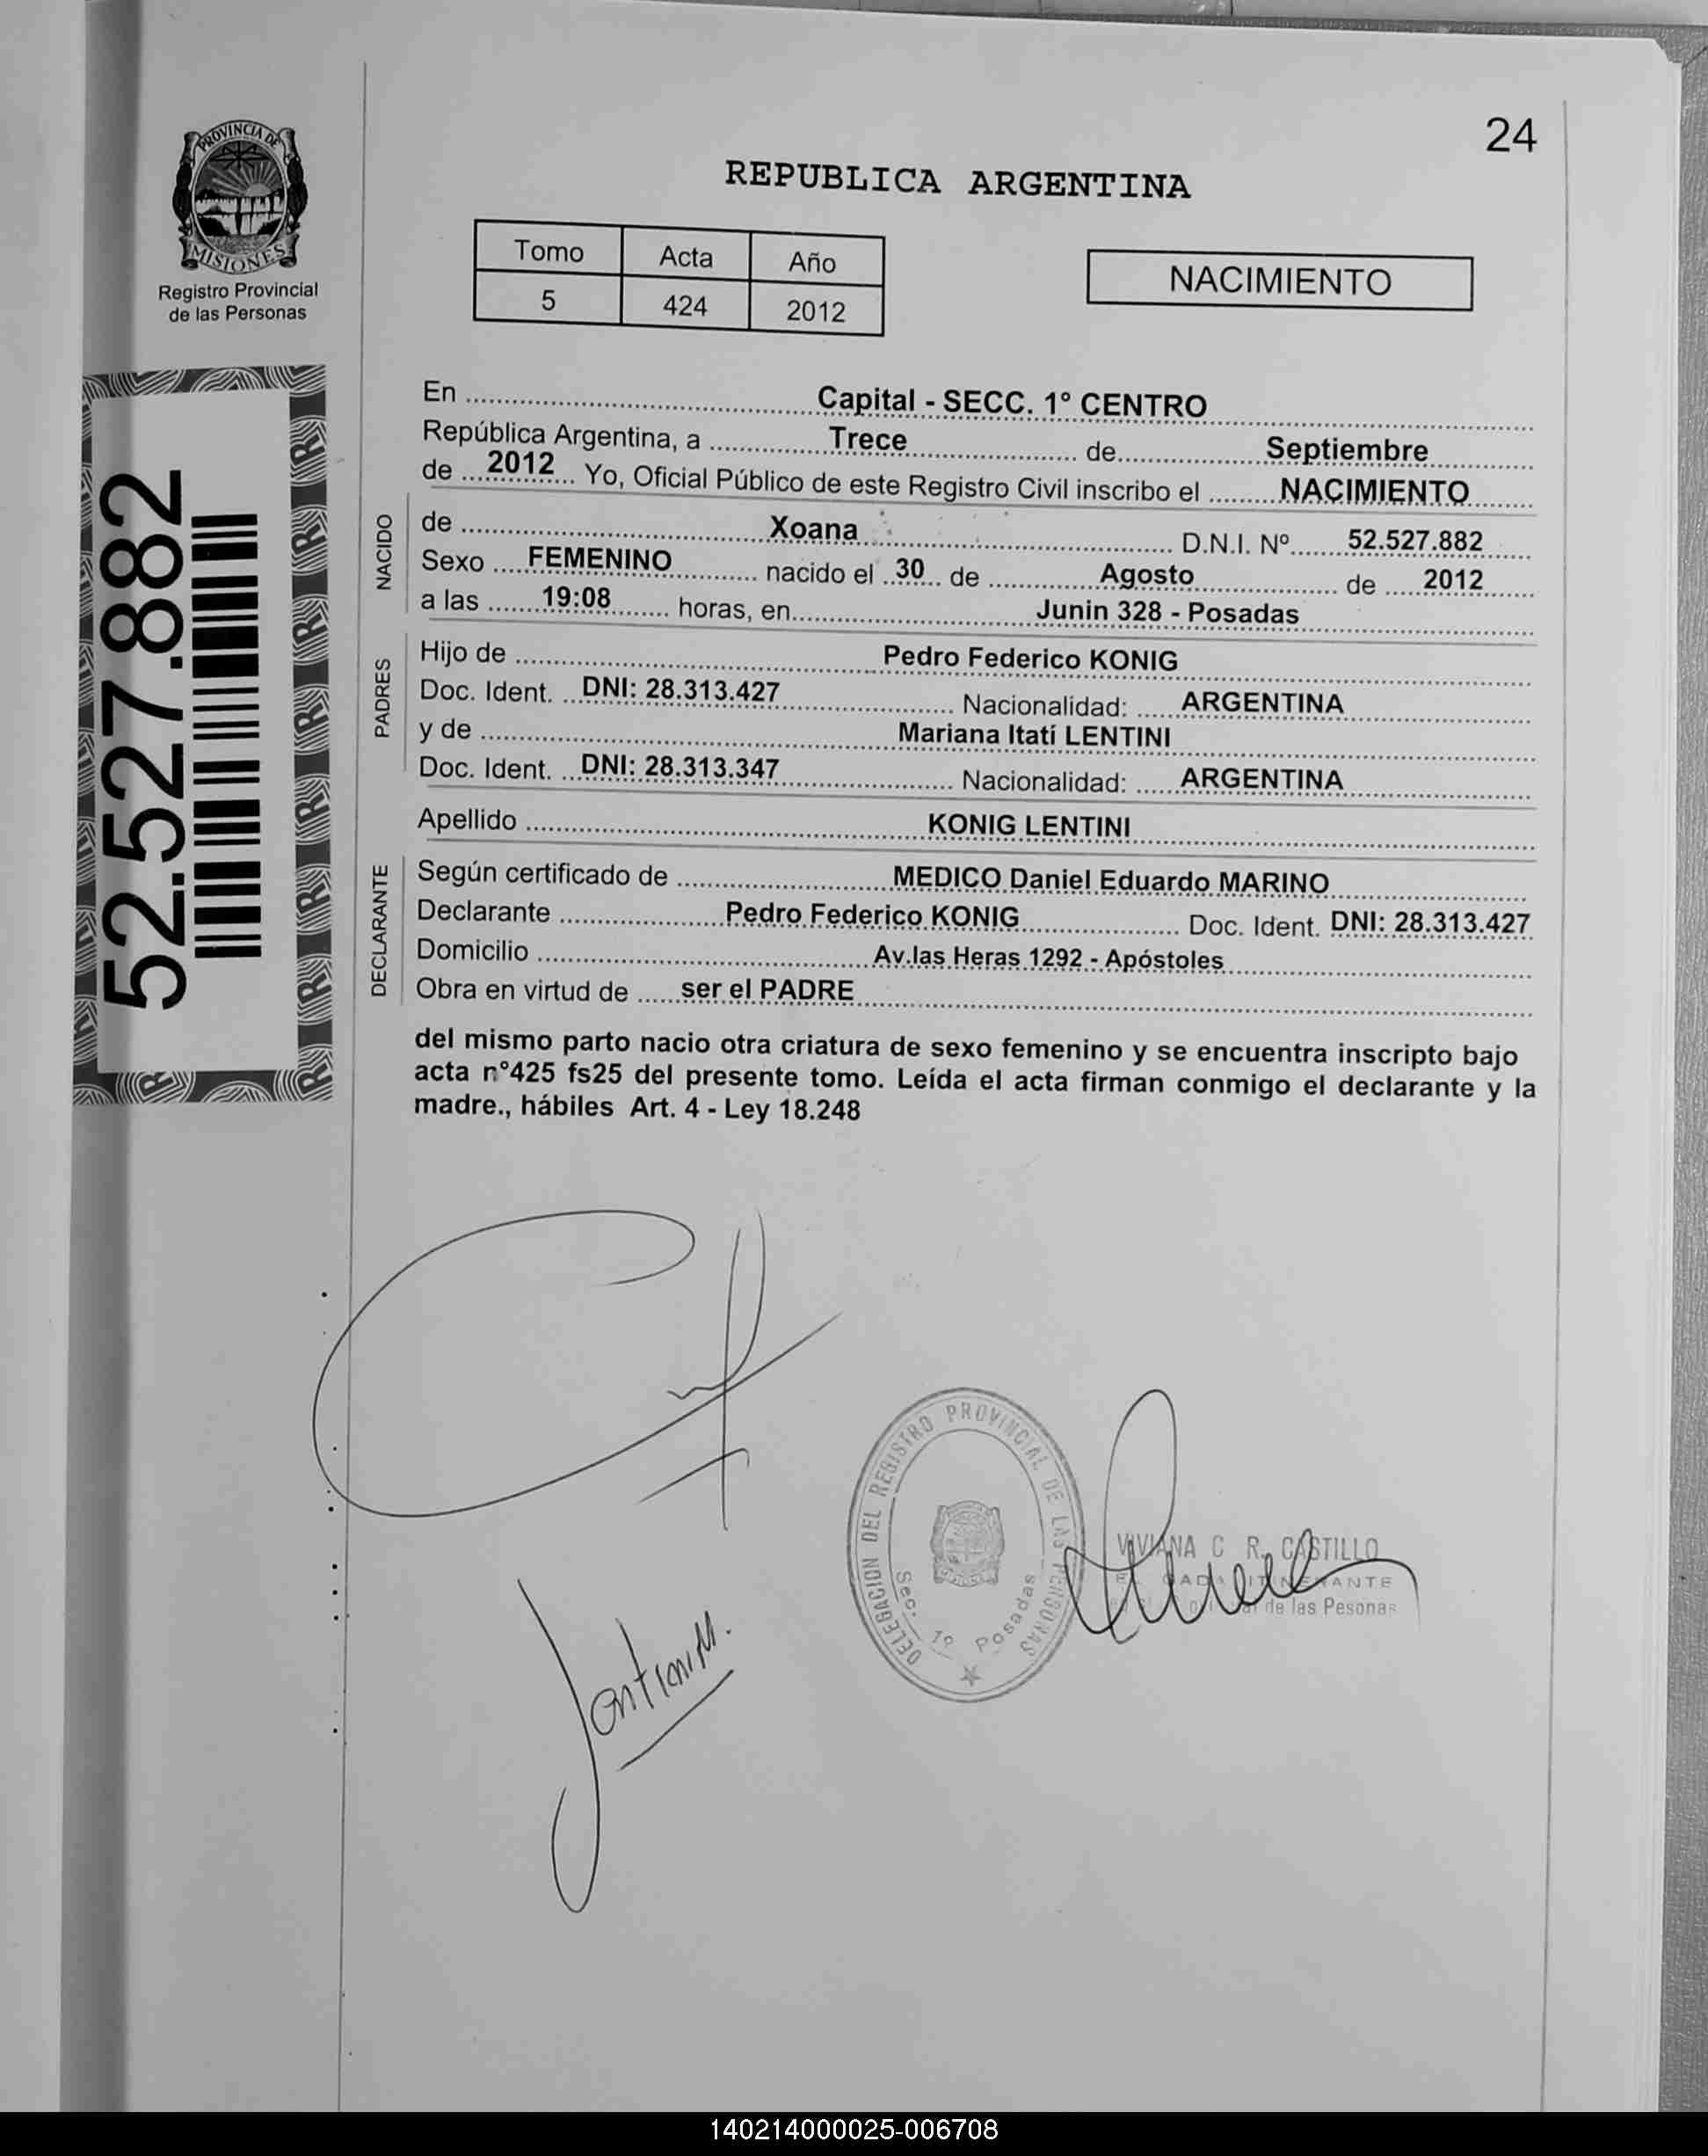 24
PROVINCIA DE
MISIONES
Registro Provincial
de las Personas
REPUBLICA ARGENTINA
Tomo Acta Año
5 424 2012
NACIMIENTO
52.527.882
En Capital - SECC. 1º CENTRO
República Argentina, a Trece de Septiembre
de 2012 Yo, Oficial Público de este Registro Civil inscribo el NACIMIENTO
NACIDO
de Xoana D.N.I. Nº 52.527.882
Sexo FEMENINO nacido el 30 de Agosto de 2012
a las 19:08 horas, en Junin 328 - Posadas
PADRES
Hijo de Pedro Federico KONIG
Doc. Ident. DNI: 28.313.427 Nacionalidad: ARGENTINA
y de Mariana Itatí LENTINI
Doc. Ident. DNI: 28.313.347 Nacionalidad: ARGENTINA
Apellido KONIG LENTINI
DECLARANTE
Según certificado de MEDICO Daniel Eduardo MARINO
Declarante Pedro Federico KONIG Doc. Ident. DNI: 28.313.427
Domicilio Av.las Heras 1292 - Apóstoles
Obra en virtud de ser el PADRE
del mismo parto nacio otra criatura de sexo femenino y se encuentra inscripto bajo
acta nº425 fs25 del presente tomo. Leída el acta firman conmigo el declarante y la
madre., hábiles Art. 4 - Ley 18.248
DELEGACION DEL REGISTRO PROVINCIAL DE LAS PERSONAS
Sec. 1º Posadas
VIVIANA C R. CASTILLO
de las Pesonas
Lentini M.
140214000025-006708